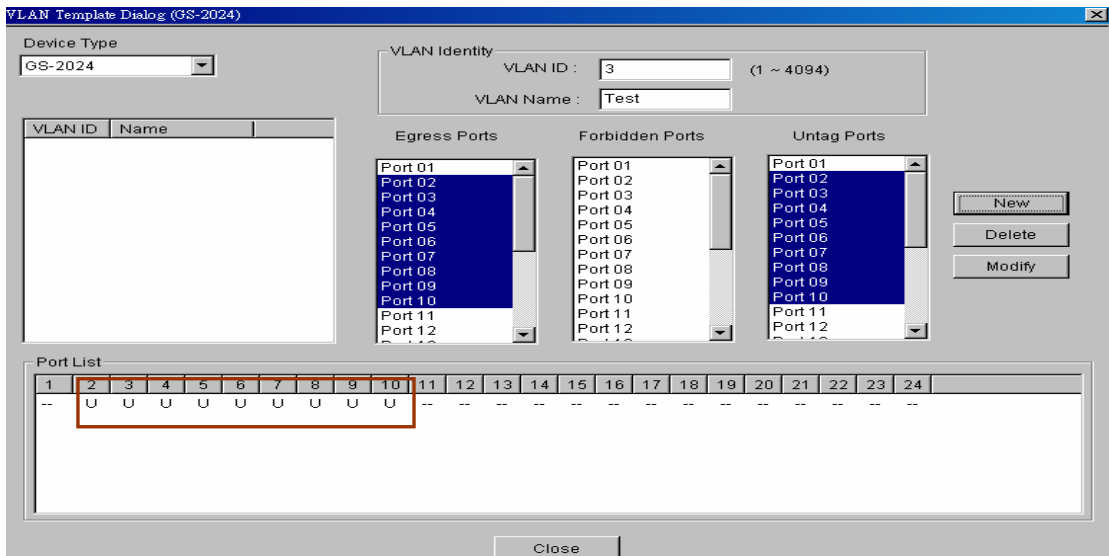 VLAN Template Dialog (GS-2024)
Device Type
GS-2024
VLAN Identity
VLAN ID : 3 (1 ~ 4094)
VLAN Name : Test
VLAN ID Name
Egress Ports
Port 01
Port 02
Port 03
Port 04
Port 05
Port 06
Port 07
Port 08
Port 09
Port 10
Port 11
Port 12
Forbidden Ports
Port 01
Port 02
Port 03
Port 04
Port 05
Port 06
Port 07
Port 08
Port 09
Port 10
Port 11
Port 12
Untag Ports
Port 01
Port 02
Port 03
Port 04
Port 05
Port 06
Port 07
Port 08
Port 09
Port 10
Port 11
Port 12
New
Delete
Modify
Port List
1 2 3 4 5 6 7 8 9 10 11 12 13 14 15 16 17 18 19 20 21 22 23 24
-- U U U U U U U U U -- -- -- -- -- -- -- -- -- -- -- -- -- --
Close